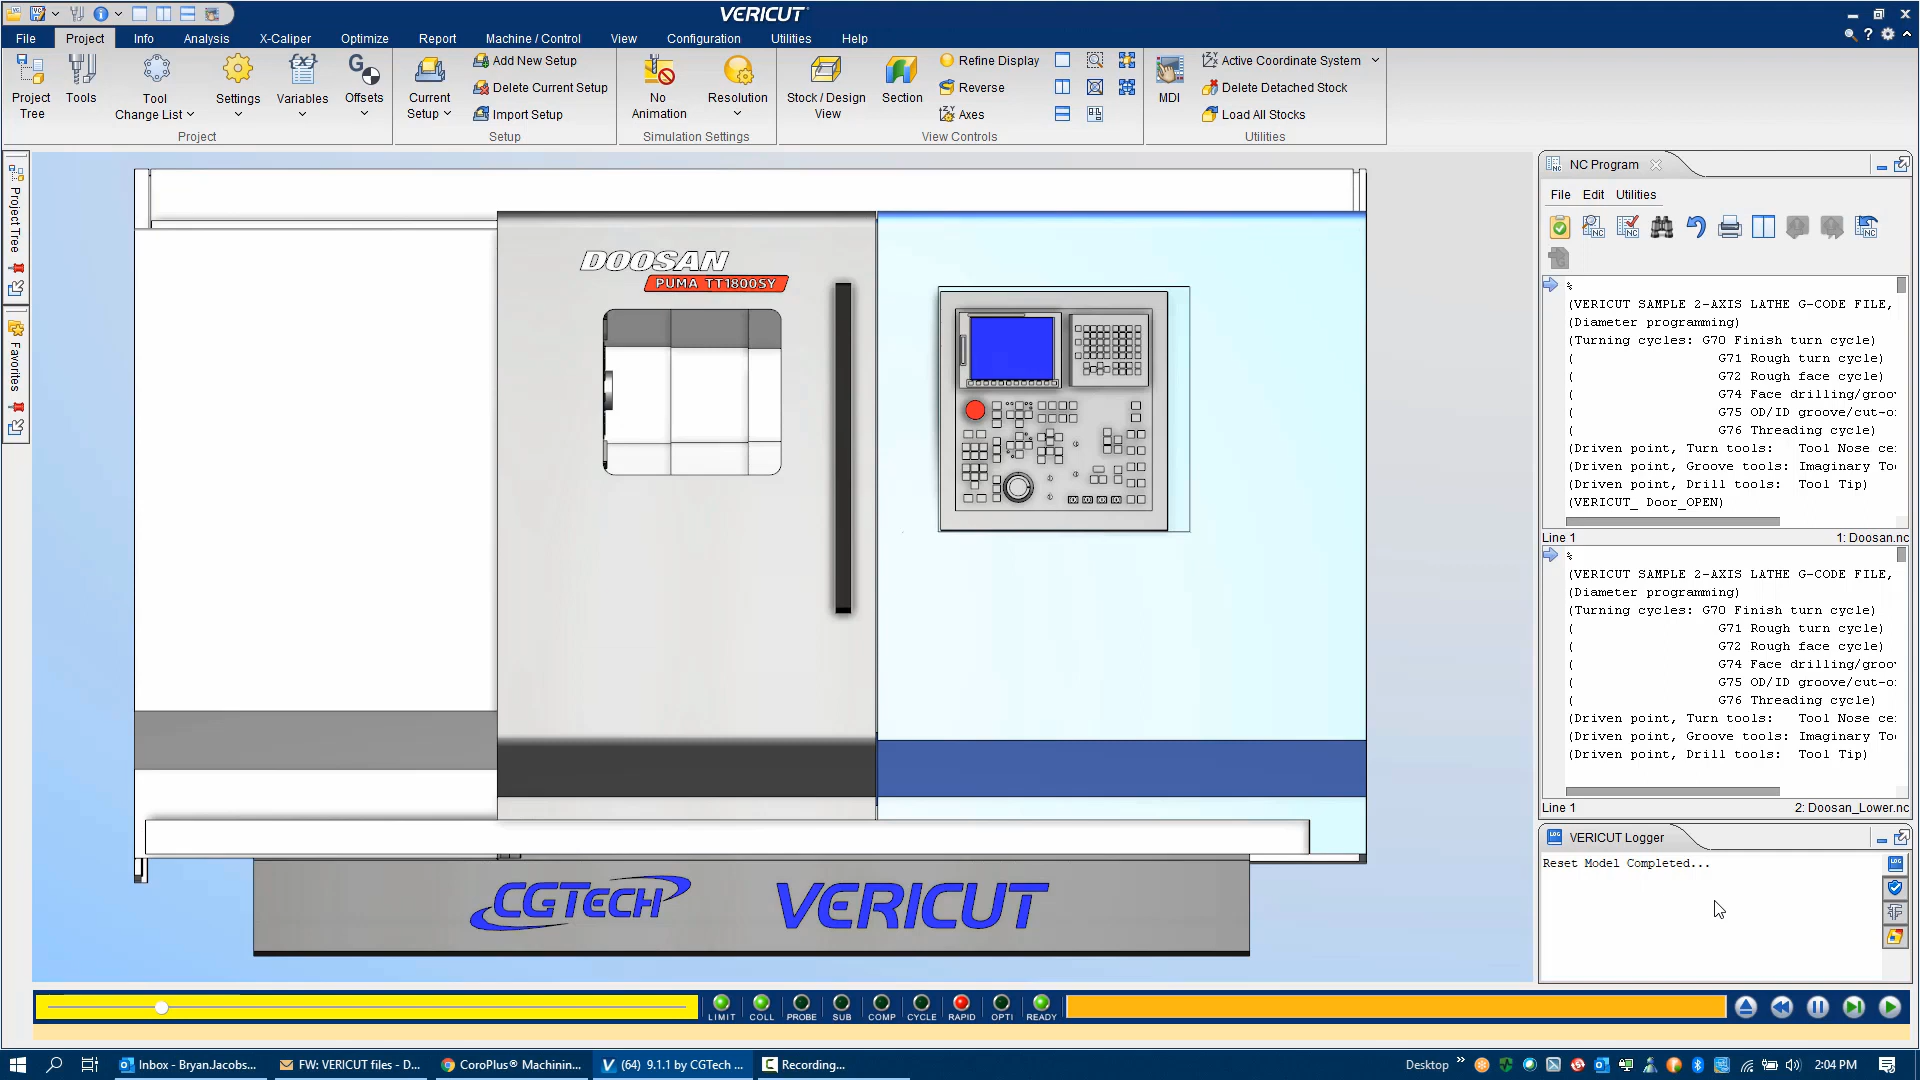 VERICUT
File Project Info Analysis X-Caliper Optimize Report Machine / Control View Configuration Utilities Help
Project Tree
Tools
Tool Change List
Settings
Variables
Offsets
Project
Current Setup
Add New Setup
Delete Current Setup
Import Setup
Setup
No Animation
Resolution
Simulation Settings
Stock / Design View
Section
Refine Display
Reverse
Axes
View Controls
MDI
Active Coordinate System
Delete Detached Stock
Load All Stocks
Utilities
Project Tree
Favorites
DOOSAN
PUMA TT1800SY
CGTECH VERICUT
NC Program
File Edit Utilities
%
(VERICUT SAMPLE 2-AXIS LATHE G-CODE FILE,
(Diameter programming)
(Turning cycles: G70 Finish turn cycle)
( G71 Rough turn cycle)
( G72 Rough face cycle)
( G74 Face drilling/groo
( G75 OD/ID groove/cut-o
( G76 Threading cycle)
(Driven point, Turn tools: Tool Nose ce
(Driven point, Groove tools: Imaginary To
(Driven point, Drill tools: Tool Tip)
(VERICUT_ Door_OPEN)
Line 1 1: Doosan.nc
%
(VERICUT SAMPLE 2-AXIS LATHE G-CODE FILE,
(Diameter programming)
(Turning cycles: G70 Finish turn cycle)
( G71 Rough turn cycle)
( G72 Rough face cycle)
( G74 Face drilling/groo
( G75 OD/ID groove/cut-o
( G76 Threading cycle)
(Driven point, Turn tools: Tool Nose ce
(Driven point, Groove tools: Imaginary To
(Driven point, Drill tools: Tool Tip)
Line 1 2: Doosan_Lower.nc
VERICUT Logger
Reset Model Completed...
LIMIT COLL PROBE SUB COMP CYCLE RAPID OPTI READY
Inbox - Bryan.Jacobs... FW: VERICUT files - D... CoroPlus® Machinin... (64) 9.1.1 by CGTech ... Recording... Desktop 2:04 PM